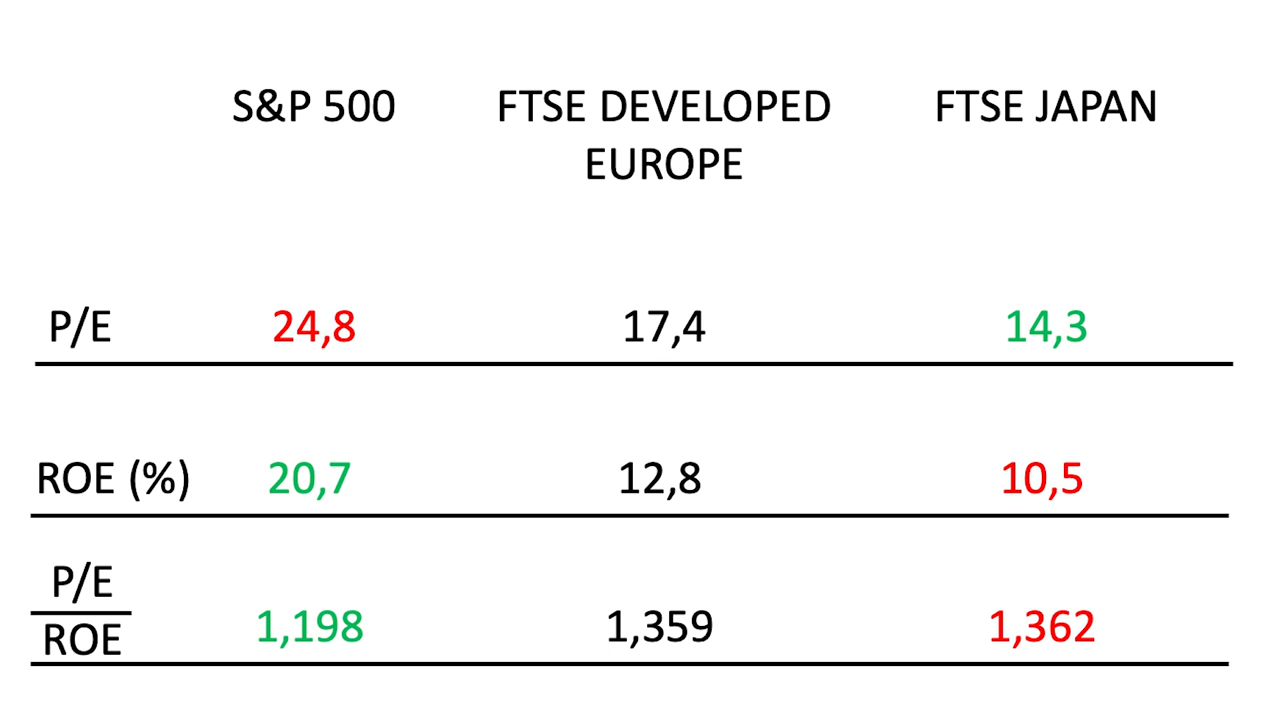 S&P 500 FTSE DEVELOPED FTSE JAPAN
EUROPE
P/E 24,8 17,4 14,3
ROE (%) 20,7 12,8 10,5
P/E
ROE 1,198 1,359 1,362